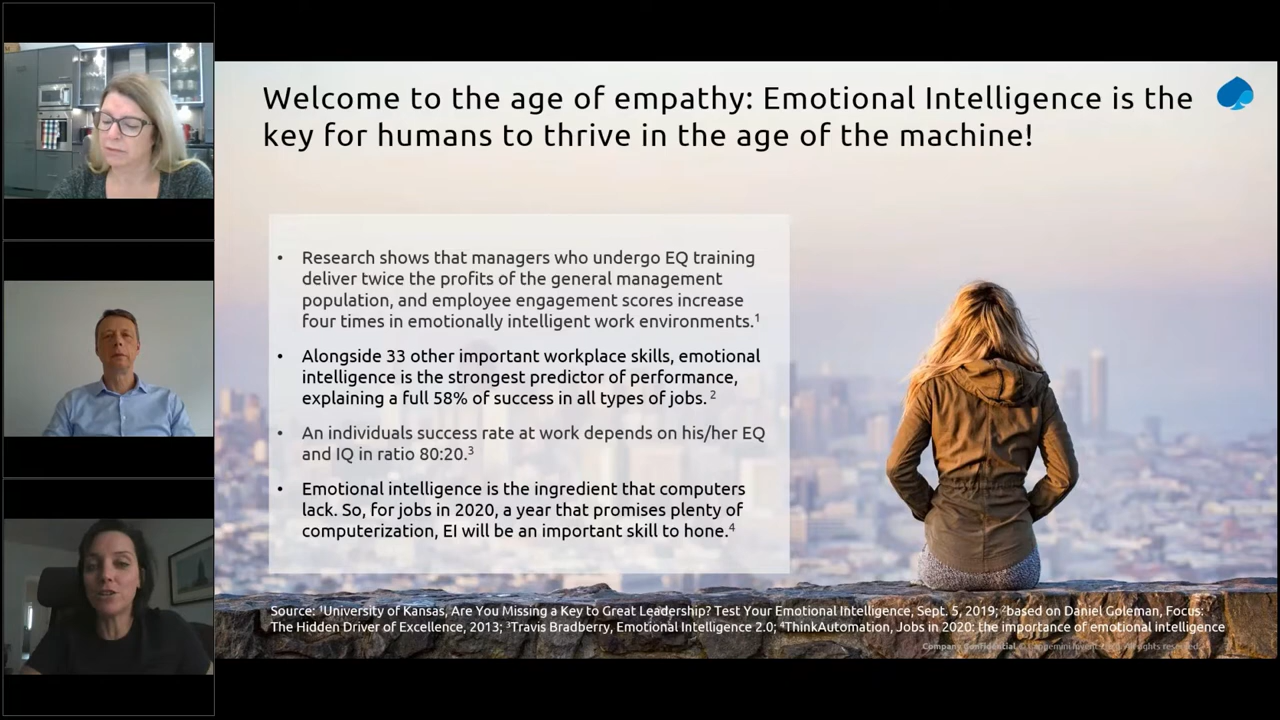 Welcome to the age of empathy: Emotional Intelligence is the
key for humans to thrive in the age of the machine!
• Research shows that managers who undergo EQ training
deliver twice the profits of the general management
population, and employee engagement scores increase
four times in emotionally intelligent work environments.¹
• Alongside 33 other important workplace skills, emotional
intelligence is the strongest predictor of performance,
explaining a full 58% of success in all types of jobs. ²
• An individuals success rate at work depends on his/her EQ
and IQ in ratio 80:20.³
• Emotional intelligence is the ingredient that computers
lack. So, for jobs in 2020, a year that promises plenty of
computerization, EI will be an important skill to hone.⁴
Source: ¹University of Kansas, Are You Missing a Key to Great Leadership? Test Your Emotional Intelligence, Sept. 5, 2019; ²based on Daniel Goleman, Focus:
The Hidden Driver of Excellence, 2013; ³Travis Bradberry, Emotional Intelligence 2.0; ⁴ThinkAutomation, Jobs in 2020: the importance of emotional intelligence
Company Confidential © Capgemini Invent All rights reserved.